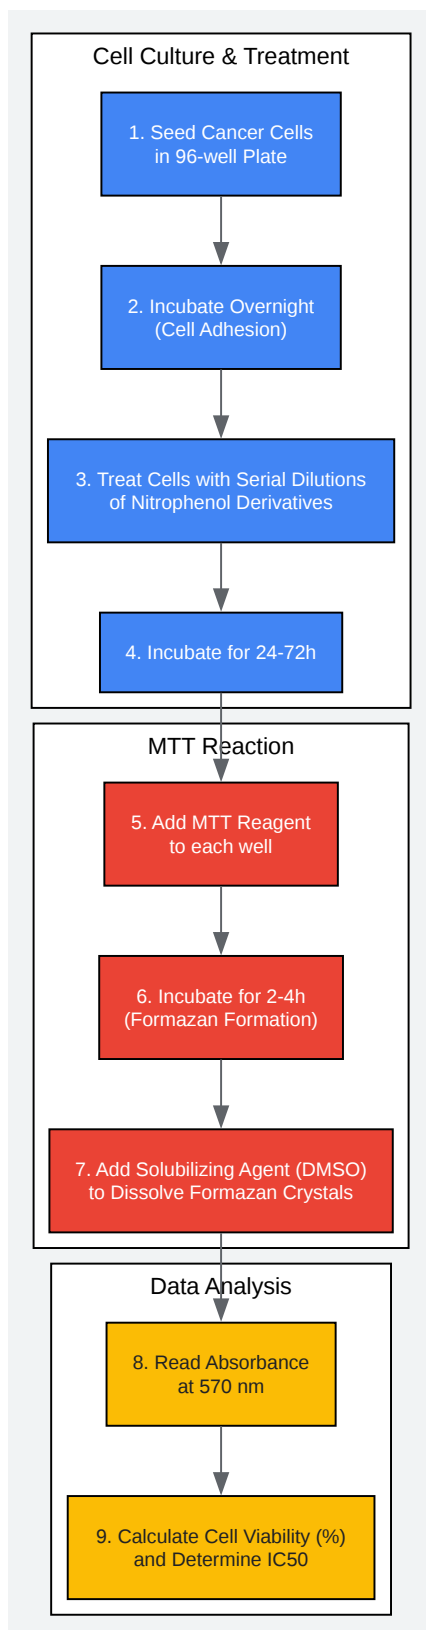 Cell Culture & Treatment
1. Seed Cancer Cells
in 96-well Plate
2. Incubate Overnight
(Cell Adhesion)
3. Treat Cells with Serial Dilutions
of Nitrophenol Derivatives
4. Incubate for 24-72h
MTT Reaction
5. Add MTT Reagent
to each well
6. Incubate for 2-4h
(Formazan Formation)
7. Add Solubilizing Agent (DMSO)
to Dissolve Formazan Crystals
Data Analysis
8. Read Absorbance
at 570 nm
9. Calculate Cell Viability (%)
and Determine IC50